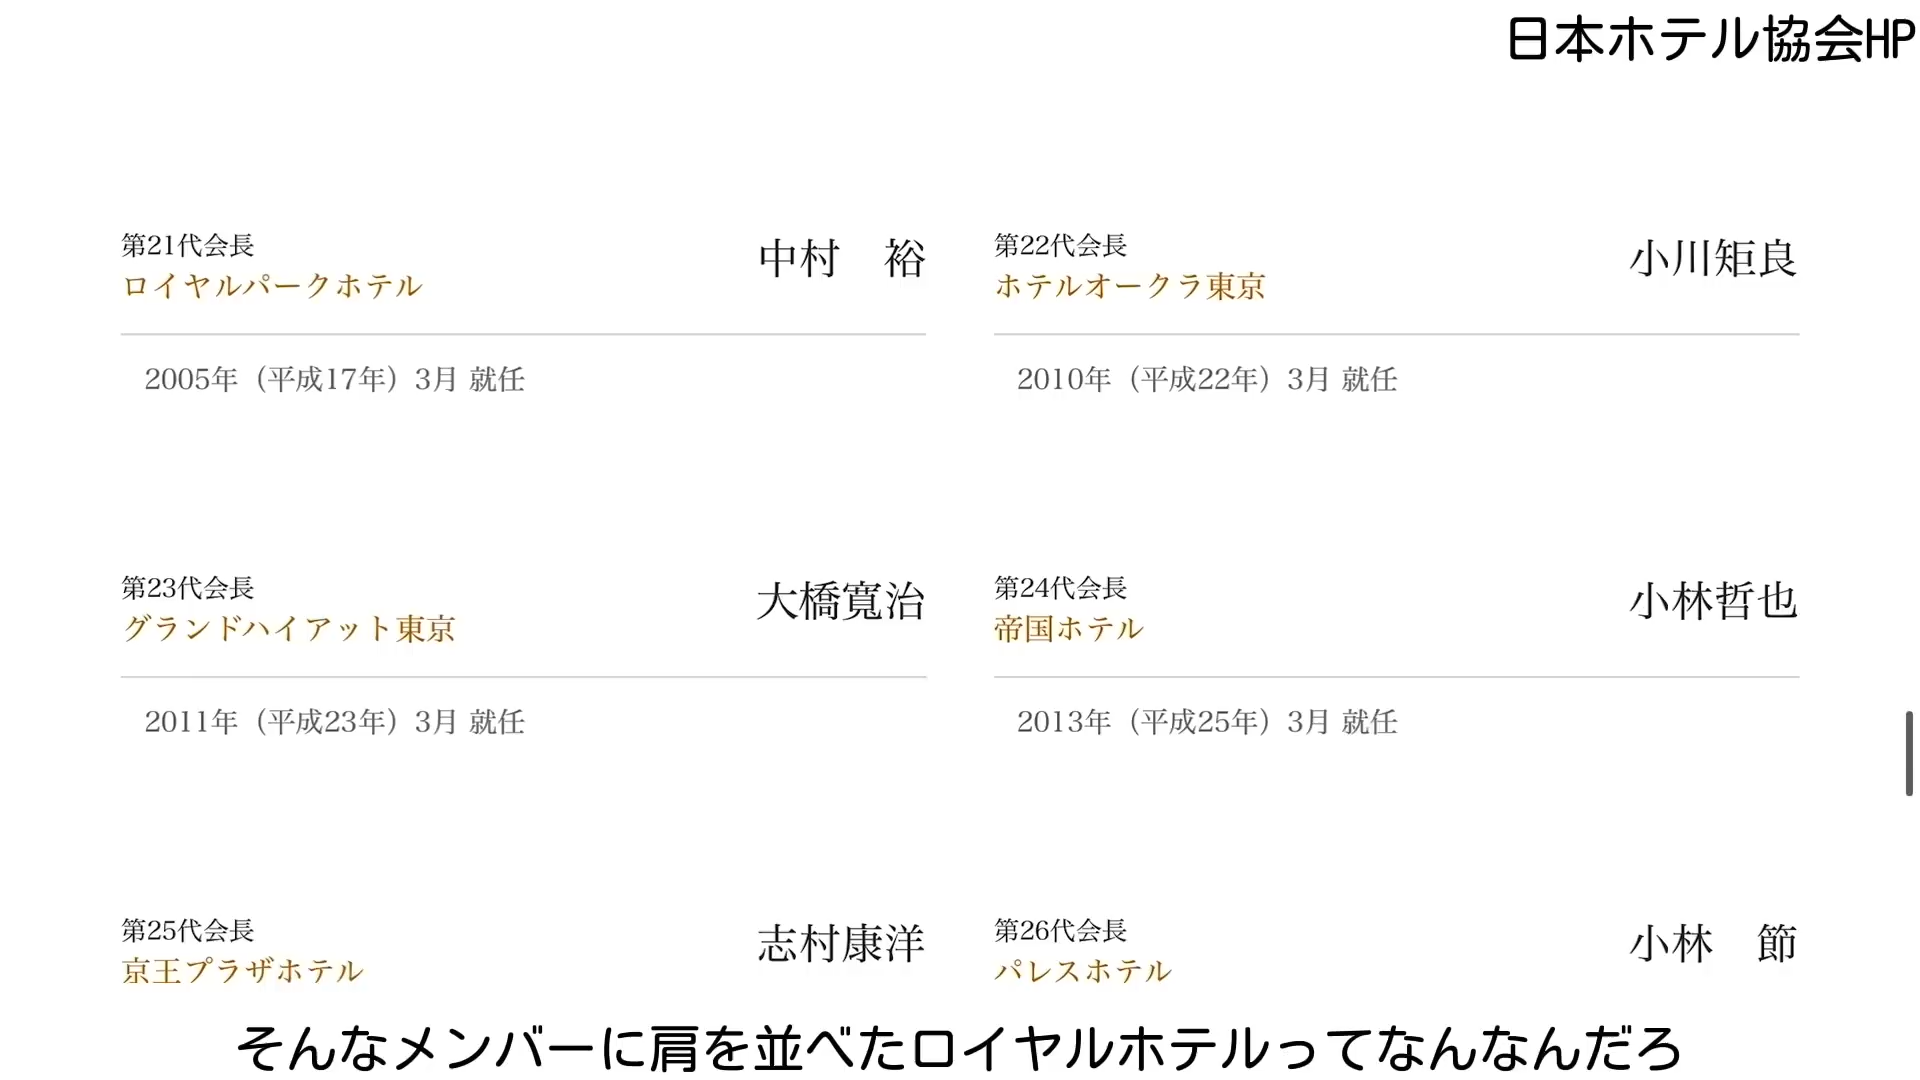 日本ホテル協会HP
第21代会長
ロイヤルパークホテル
中村　裕
2005年（平成17年）3月 就任
第22代会長
ホテルオークラ東京
小川矩良
2010年（平成22年）3月 就任
第23代会長
グランドハイアット東京
大橋寛治
2011年（平成23年）3月 就任
第24代会長
帝国ホテル
小林哲也
2013年（平成25年）3月 就任
第25代会長
京王プラザホテル
志村康洋
第26代会長
パレスホテル
小林　節
そんなメンバーに肩を並べたロイヤルホテルってなんなんだろ